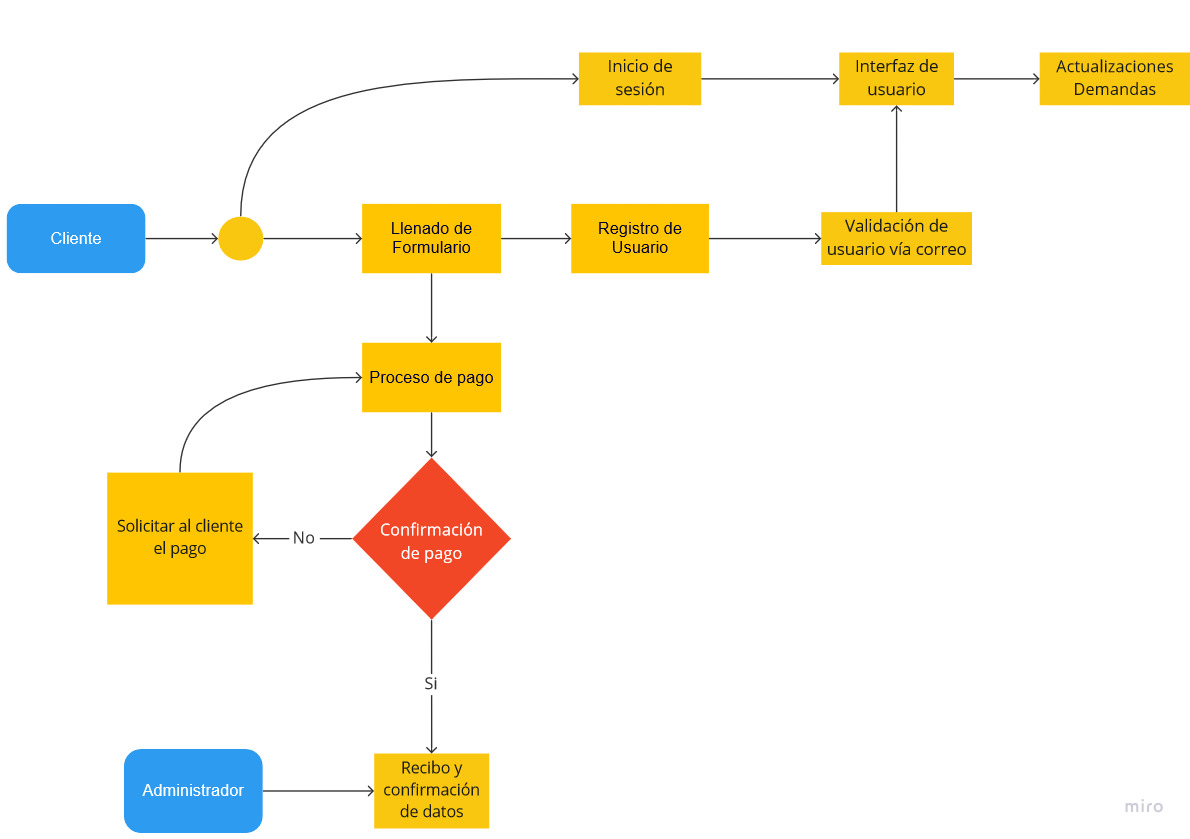 Inicio de
sesión
Interfaz de
usuario
Actualizaciones
Demandas
Cliente
Llenado de
Formulario
Registro de
Usuario
Validación de
usuario vía correo
Proceso de pago
Solicitar al cliente
el pago
No
Confirmación
de pago
Si
Administrador
Recibo y
confirmación
de datos
miro